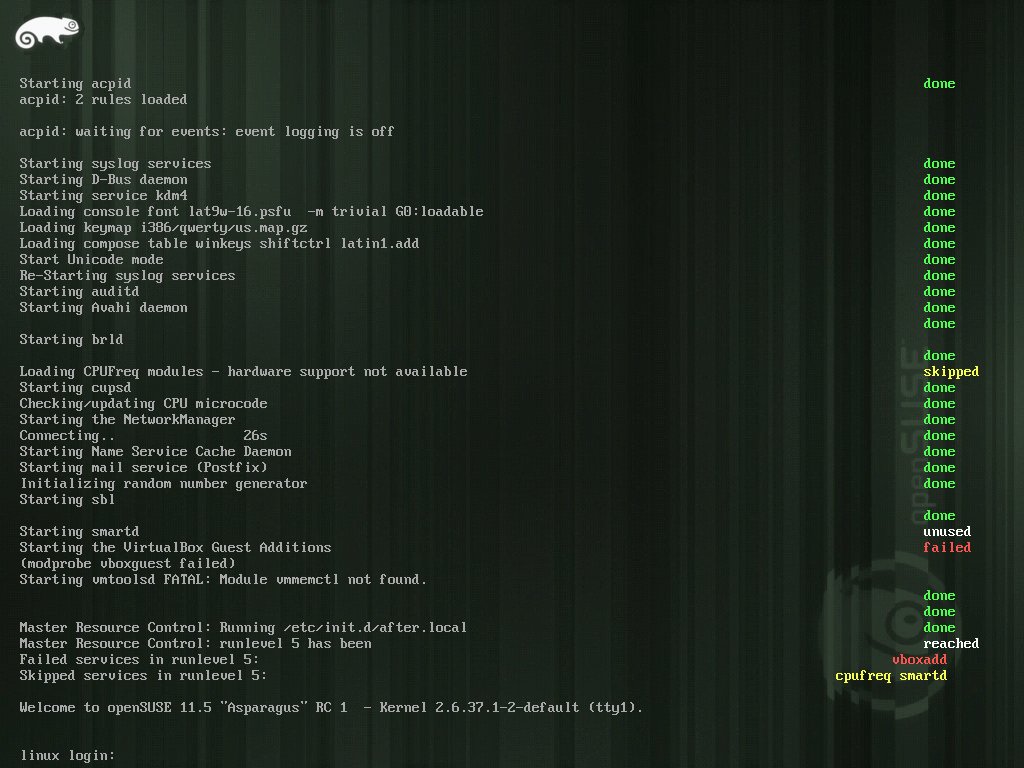 Starting acpid done
acpid: 2 rules loaded
acpid: waiting for events: event logging is off
Starting syslog services done
Starting D-Bus daemon done
Starting service kdm4 done
Loading console font lat9w-16.psfu  -m trivial G0:loadable done
Loading keymap i386/qwerty/us.map.gz done
Loading compose table winkeys shiftctrl latin1.add done
Start Unicode mode done
Re-Starting syslog services done
Starting auditd done
Starting Avahi daemon done
done
Starting brld
done
Loading CPUFreq modules - hardware support not available skipped
Starting cupsd done
Checking/updating CPU microcode done
Starting the NetworkManager done
Connecting.. 26s done
Starting Name Service Cache Daemon done
Starting mail service (Postfix) done
Initializing random number generator done
Starting sbl
done
Starting smartd unused
Starting the VirtualBox Guest Additions failed
(modprobe vboxguest failed)
Starting vmtoolsd FATAL: Module vmmemctl not found.
done
done
Master Resource Control: Running /etc/init.d/after.local done
Master Resource Control: runlevel 5 has been reached
Failed services in runlevel 5: vboxadd
Skipped services in runlevel 5: cpufreq smartd
Welcome to openSUSE 11.5 "Asparagus" RC 1  - Kernel 2.6.37.1-2-default (tty1).
linux login:
openSUSE